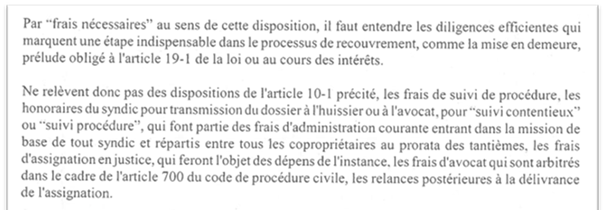 Par “frais nécessaires” au sens de cette disposition, il faut entendre les diligences efficientes qui
marquent une étape indispensable dans le processus de recouvrement, comme la mise en demeure,
prélude obligé à l'article 19-1 de la loi ou au cours des intérêts.
Ne relèvent donc pas des dispositions de l'article 10-1 précité, les frais de suivi de procédure, les
honoraires du syndic pour transmission du dossier à l'huissier ou à l'avocat, pour “suivi contentieux”
ou “suivi procédure”, qui font partie des frais d'administration courante entrant dans la mission de
base de tout syndic et répartis entre tous les copropriétaires au prorata des tantièmes, les frais
d'assignation en justice, qui feront l'objet des dépens de l'instance, les frais d'avocat qui sont arbitrés
dans le cadre de l'article 700 du code de procédure civile, les relances postérieures à la délivrance
de l'assignation.